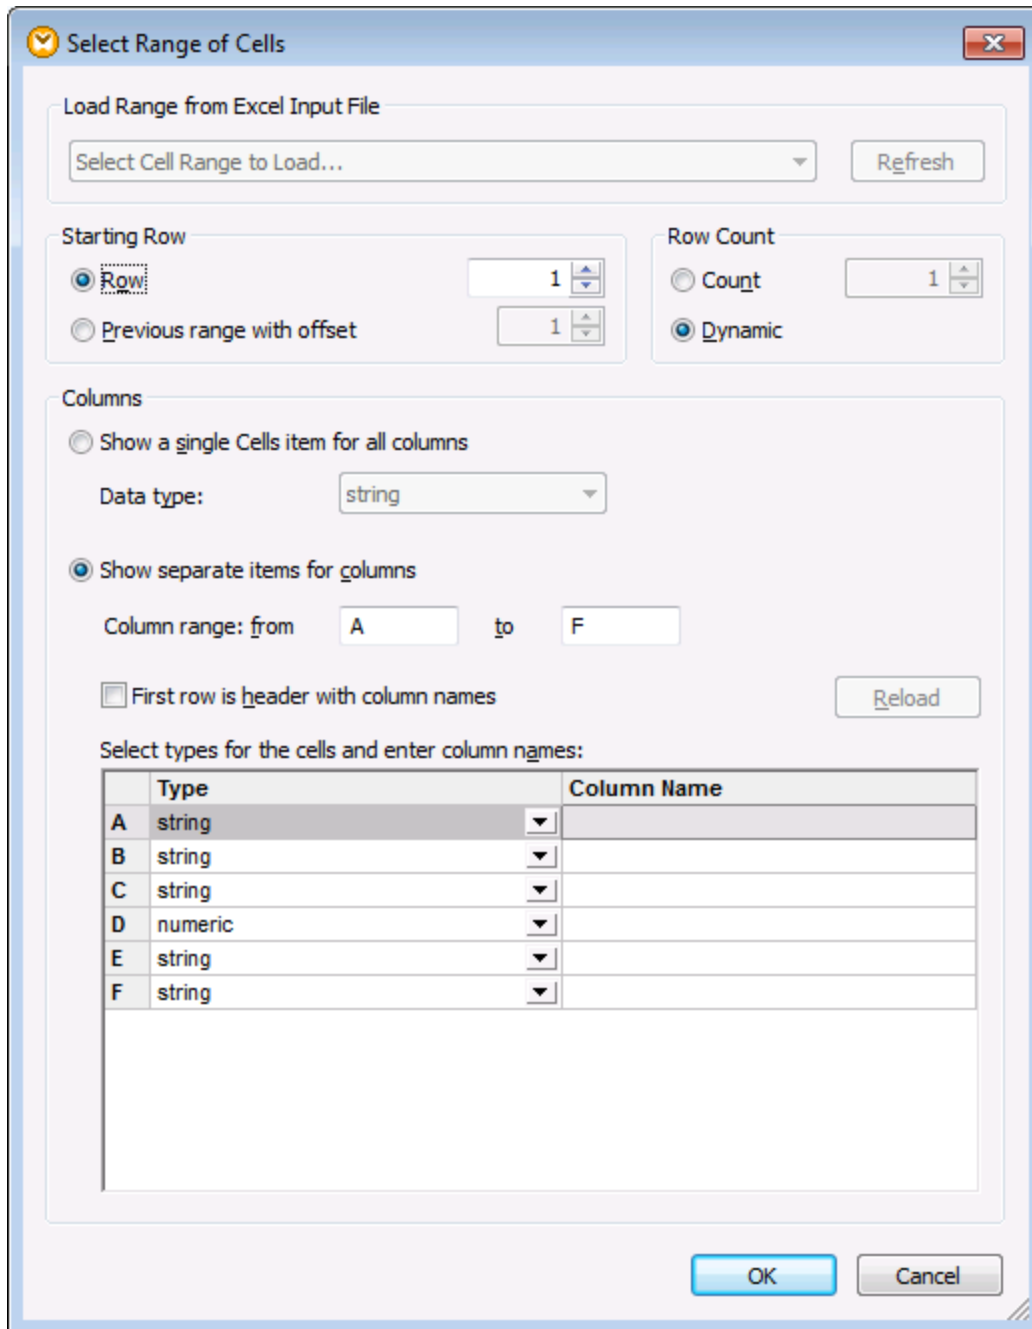 Select Range of Cells
Load Range from Excel Input File
Select Cell Range to Load...
Refresh
Starting Row
Row
1
Previous range with offset
1
Row Count
Count
1
Dynamic
Columns
Show a single Cells item for all columns
Data type:
string
Show separate items for columns
Column range: from A to F
First row is header with column names
Reload
Select types for the cells and enter column names:
Type Column Name
A string
B string
C string
D numeric
E string
F string
OK Cancel